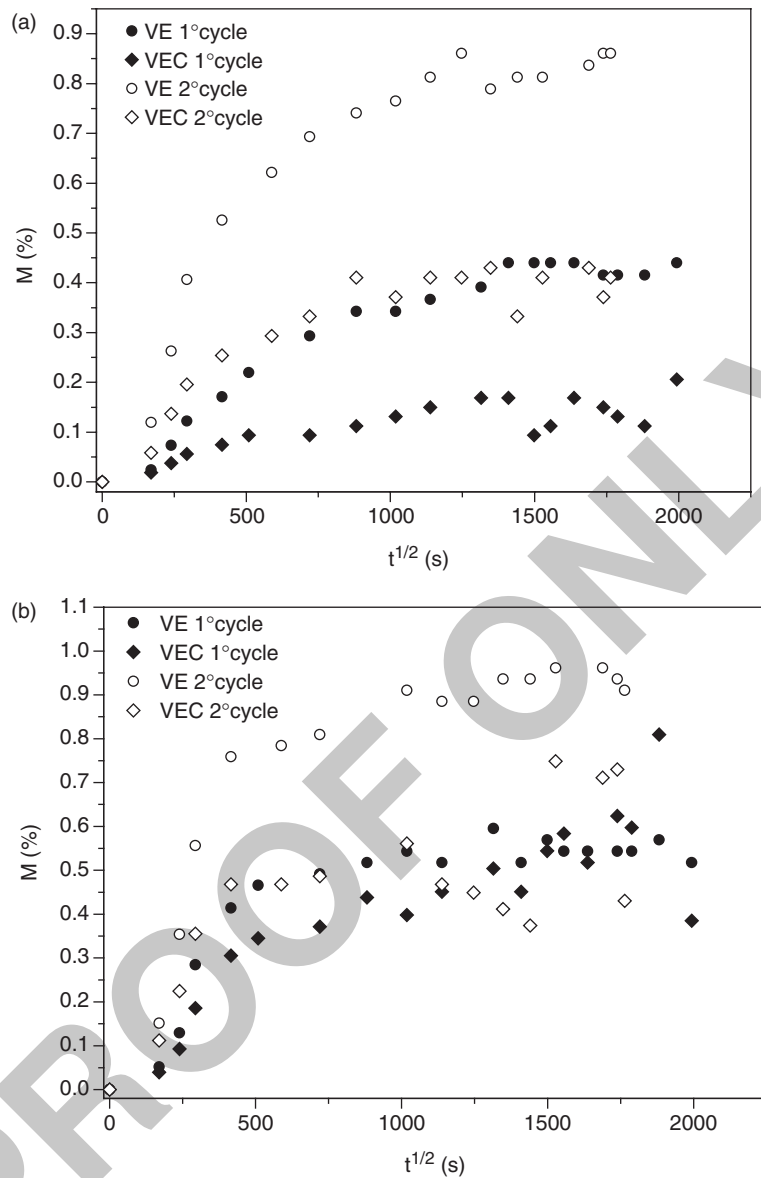 (a)
0.9
0.8
0.7
0.6
0.5
0.4
0.3
0.2
0.1
0.0
M (%)
VE 1°cycle
VEC 1°cycle
VE 2°cycle
VEC 2°cycle
0 500 1000 1500 2000
t^1/2 (s)
(b)
1.1
1.0
0.9
0.8
0.7
0.6
0.5
0.4
0.3
0.2
0.1
0.0
M (%)
VE 1°cycle
VEC 1°cycle
VE 2°cycle
VEC 2°cycle
0 500 1000 1500 2000
t^1/2 (s)
PROOF ONLY